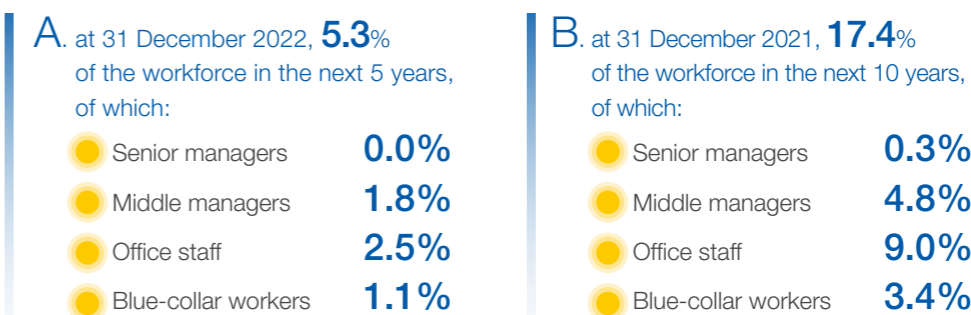 A. at 31 December 2022, 5.3%
of the workforce in the next 5 years,
of which:
Senior managers 0.0%
Middle managers 1.8%
Office staff 2.5%
Blue-collar workers 1.1%
B. at 31 December 2021, 17.4%
of the workforce in the next 10 years,
of which:
Senior managers 0.3%
Middle managers 4.8%
Office staff 9.0%
Blue-collar workers 3.4%